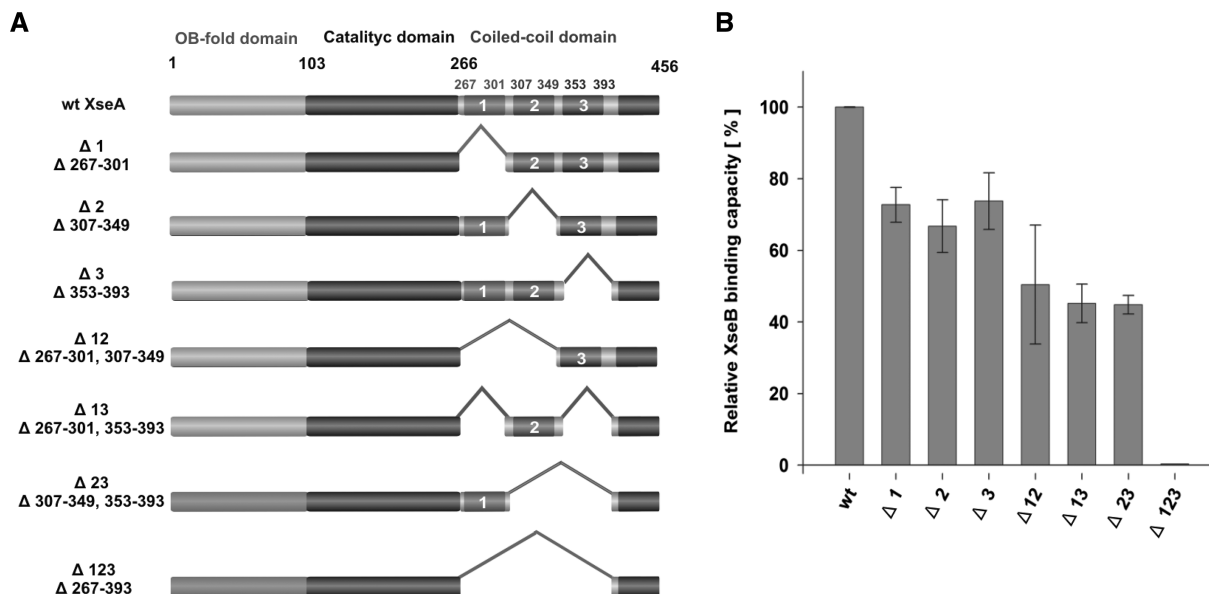 A
OB-fold domain Catalityc domain Coiled-coil domain
1 103 266 456
267 301 307 349 353 393
wt XseA 1 2 3
Δ 1
Δ 267-301
2 3
Δ 2
Δ 307-349
1 3
Δ 3
Δ 353-393
1 2
Δ 12
Δ 267-301, 307-349
3
Δ 13
Δ 267-301, 353-393
2
Δ 23
Δ 307-349, 353-393
1
Δ 123
Δ 267-393
B
Relative XseB binding capacity [ % ]
100
80
60
40
20
0
wt Δ 1 Δ 2 Δ 3 Δ 12 Δ 13 Δ 23 Δ 123